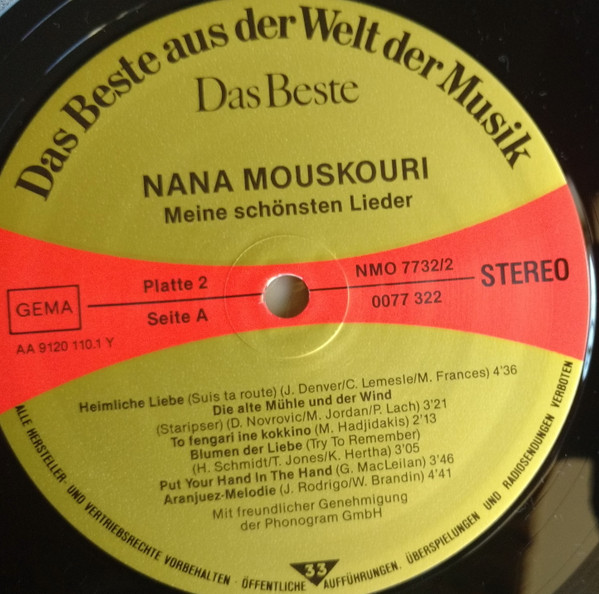 Das Beste aus der Welt der Musik
Das Beste
NANA MOUSKOURI
Meine schönsten Lieder
Platte 2
NMO 7732/2
STEREO
GEMA
Seite A
0077 322
AA 9120 110.1 Y
Heimliche Liebe (Suis ta route) (J. Denver/C. Lemesle/M. Frances) 4'36
Die alte Mühle und der Wind
(Staripser) (D. Novrovic/M. Jordan/P. Lach) 3'21
To fengari ine kokkino (M. Hadjidakis) 2'13
Blumen der Liebe (Try To Remember)
(H. Schmidt/T. Jones/K. Hertha) 3'05
Put Your Hand In The Hand (G. MacLeilan) 3'46
Aranjuez-Melodie (J. Rodrigo/W. Brandin) 4'41
Mit freundlicher Genehmigung
der Phonogram GmbH
ALLE HERSTELLER- UND VERTRIEBSRECHTE VORBEHALTEN · ÖFFENTLICHE AUFFÜHRUNGEN, ÜBERSPIELUNGEN UND RADIOSENDUNGEN VERBOTEN
33